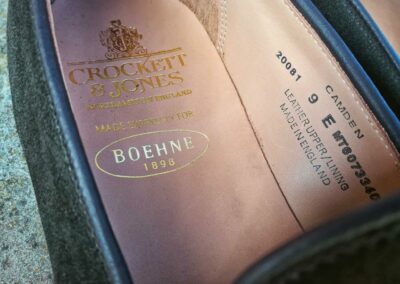 CROCKETT
& JONES
MADE EXPRESSLY FOR
BOEHNE
1898
20081
9 E
CAMDEN
LEATHER UPPER/LINING
MADE IN ENGLAND